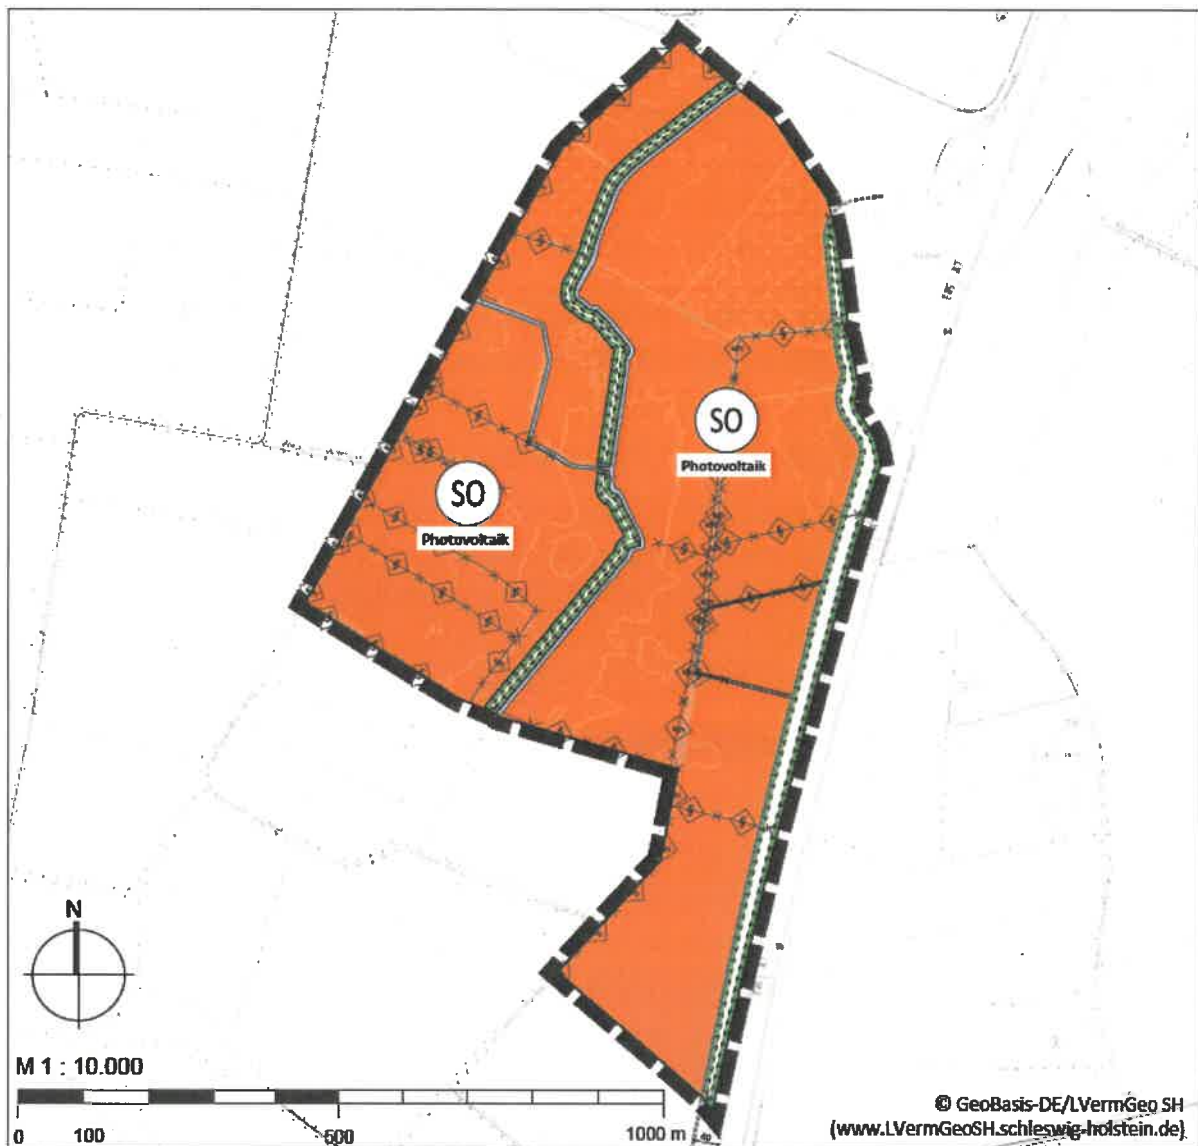 SO
Photovoltaik
SO
Photovoltaik
N
M 1 : 10.000
0 100 500 1000 m
© GeoBasis-DE/LVermGeo SH
(www.LVermGeoSH.schleswig-holstein.de)